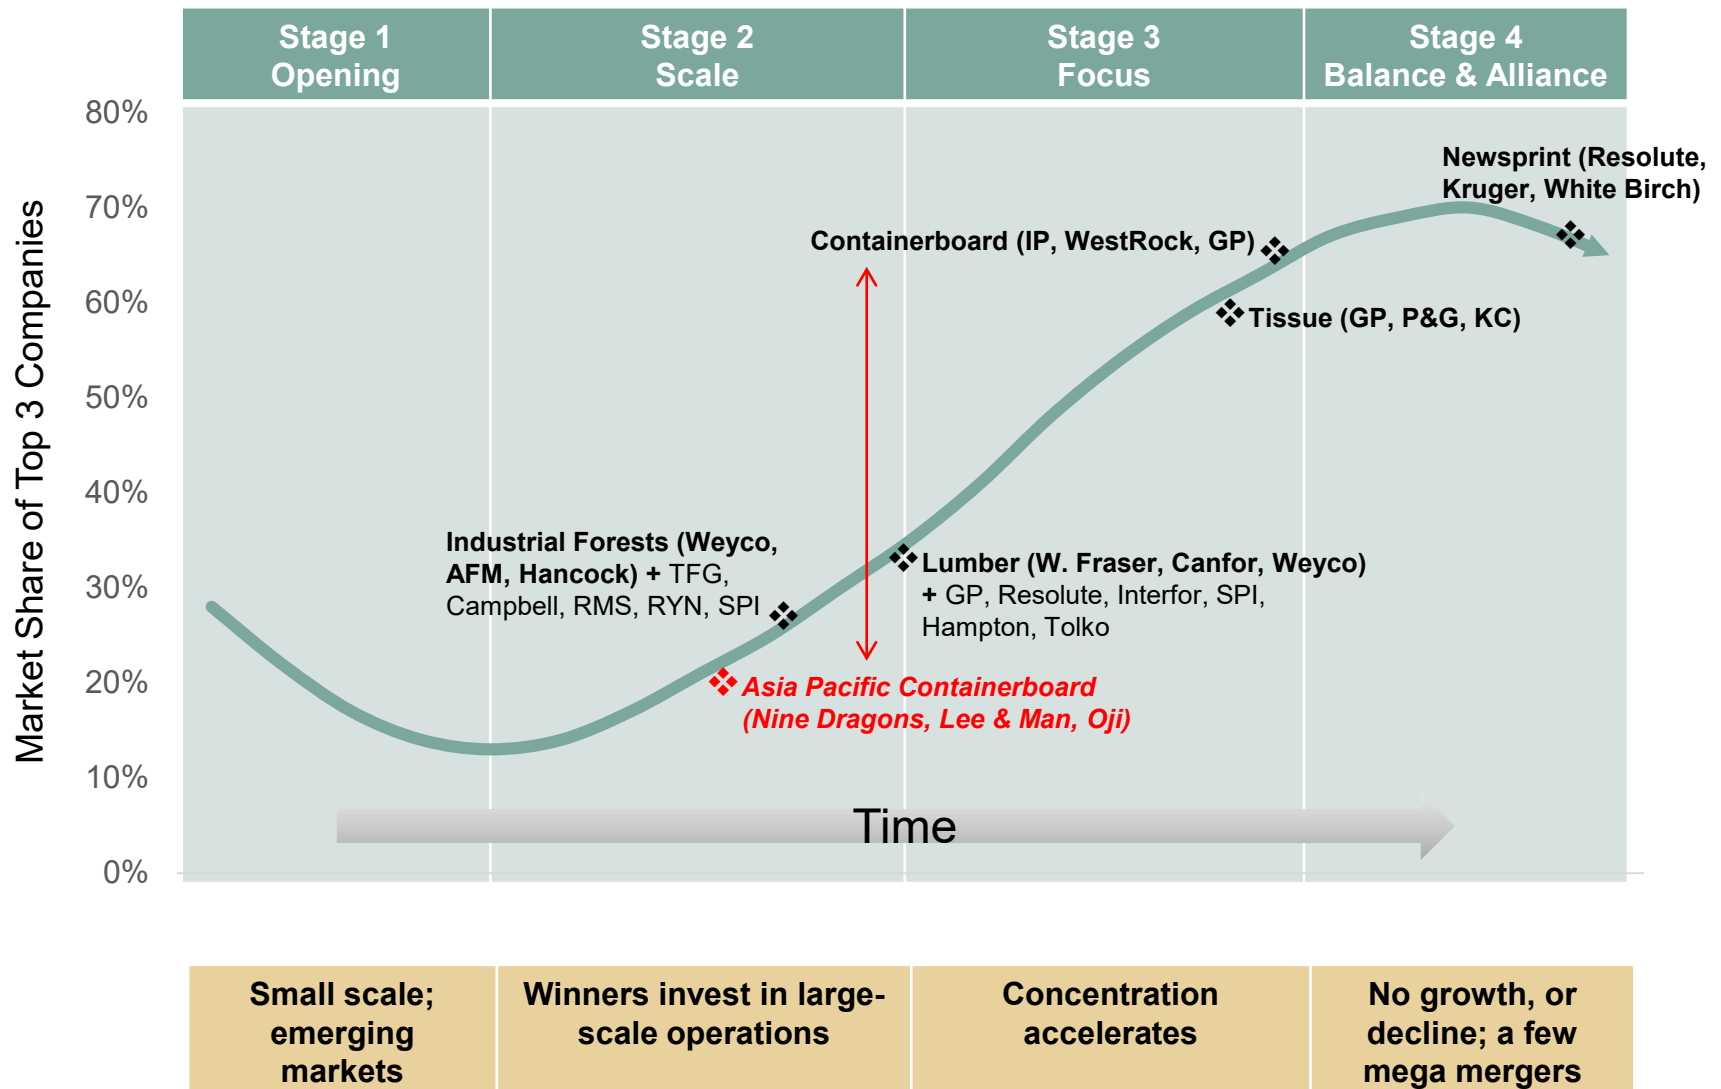 Stage 1
Opening
Stage 2
Scale
Stage 3
Focus
Stage 4
Balance & Alliance
Market Share of Top 3 Companies
80%
70%
60%
50%
40%
30%
20%
10%
0%
Newsprint (Resolute,
Kruger, White Birch)
Containerboard (IP, WestRock, GP)
Tissue (GP, P&G, KC)
Industrial Forests (Weyco,
AFM, Hancock) + TFG,
Campbell, RMS, RYN, SPI
Lumber (W. Fraser, Canfor, Weyco)
+ GP, Resolute, Interfor, SPI,
Hampton, Tolko
Asia Pacific Containerboard
(Nine Dragons, Lee & Man, Oji)
Time
Small scale;
emerging
markets
Winners invest in large-
scale operations
Concentration
accelerates
No growth, or
decline; a few
mega mergers